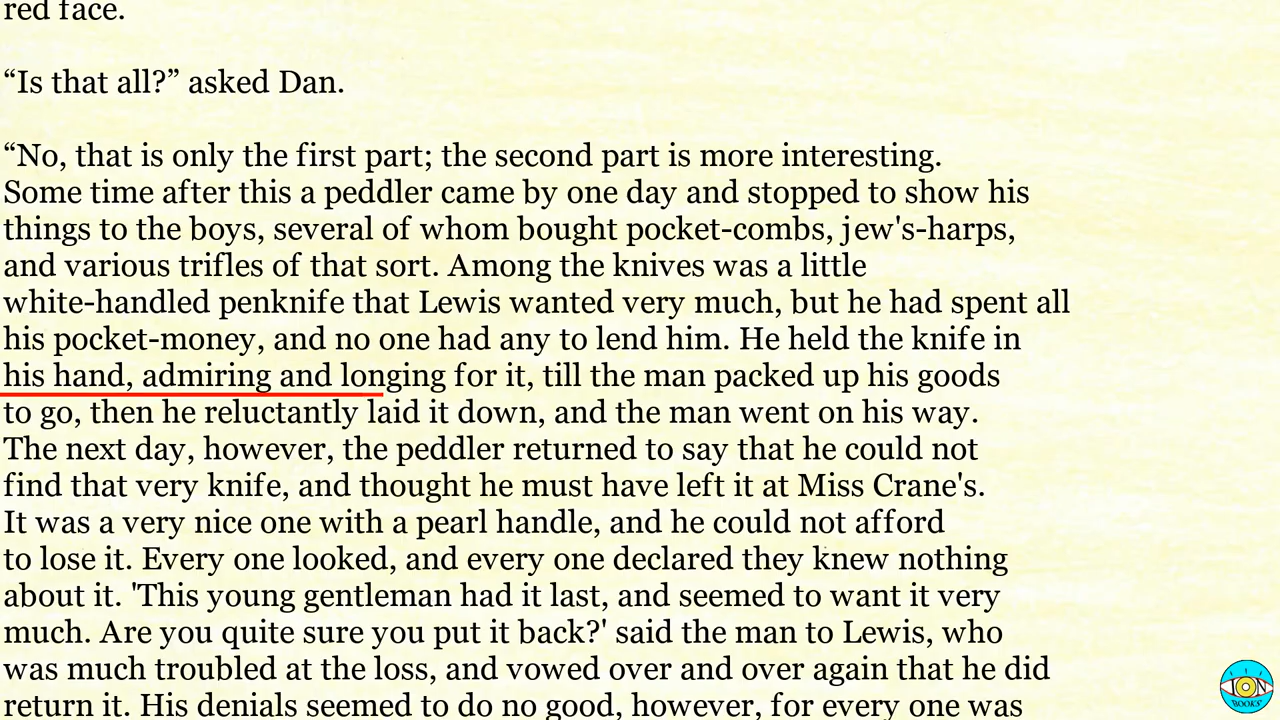 red face.
“Is that all?” asked Dan.
“No, that is only the first part; the second part is more interesting.
Some time after this a peddler came by one day and stopped to show his
things to the boys, several of whom bought pocket-combs, jew's-harps,
and various trifles of that sort. Among the knives was a little
white-handled penknife that Lewis wanted very much, but he had spent all
his pocket-money, and no one had any to lend him. He held the knife in
his hand, admiring and longing for it, till the man packed up his goods
to go, then he reluctantly laid it down, and the man went on his way.
The next day, however, the peddler returned to say that he could not
find that very knife, and thought he must have left it at Miss Crane's.
It was a very nice one with a pearl handle, and he could not afford
to lose it. Every one looked, and every one declared they knew nothing
about it. 'This young gentleman had it last, and seemed to want it very
much. Are you quite sure you put it back?' said the man to Lewis, who
was much troubled at the loss, and vowed over and over again that he did
return it. His denials seemed to do no good, however, for every one was
ION
BOOKS